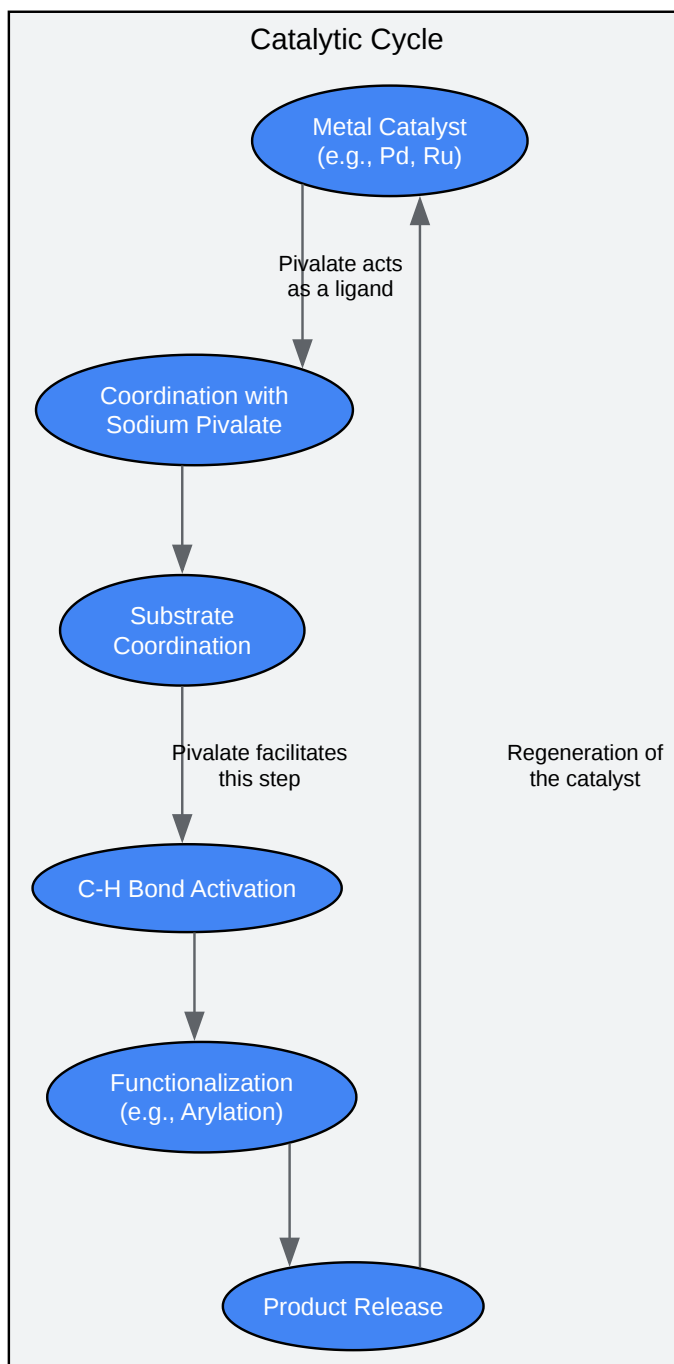 Catalytic Cycle
Metal Catalyst
(e.g., Pd, Ru)
Pivalate acts
as a ligand
Coordination with
Sodium Pivalate
Substrate
Coordination
Pivalate facilitates
this step
Regeneration of
the catalyst
C-H Bond Activation
Functionalization
(e.g., Arylation)
Product Release